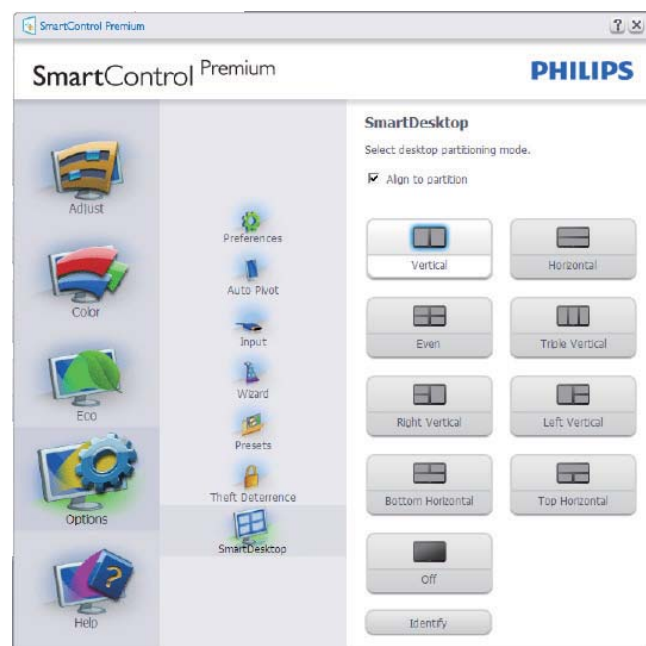 SmartControl Premium
SmartControl Premium
PHILIPS
Adjust
Color
Eco
Options
Help
Preferences
Auto Pivot
Input
Wizard
Presets
Theft Deterrence
SmartDesktop
SmartDesktop
Select desktop partitioning mode.
Align to partition
Vertical
Horizontal
Even
Triple Vertical
Right Vertical
Left Vertical
Bottom Horizontal
Top Horizontal
Off
Identify